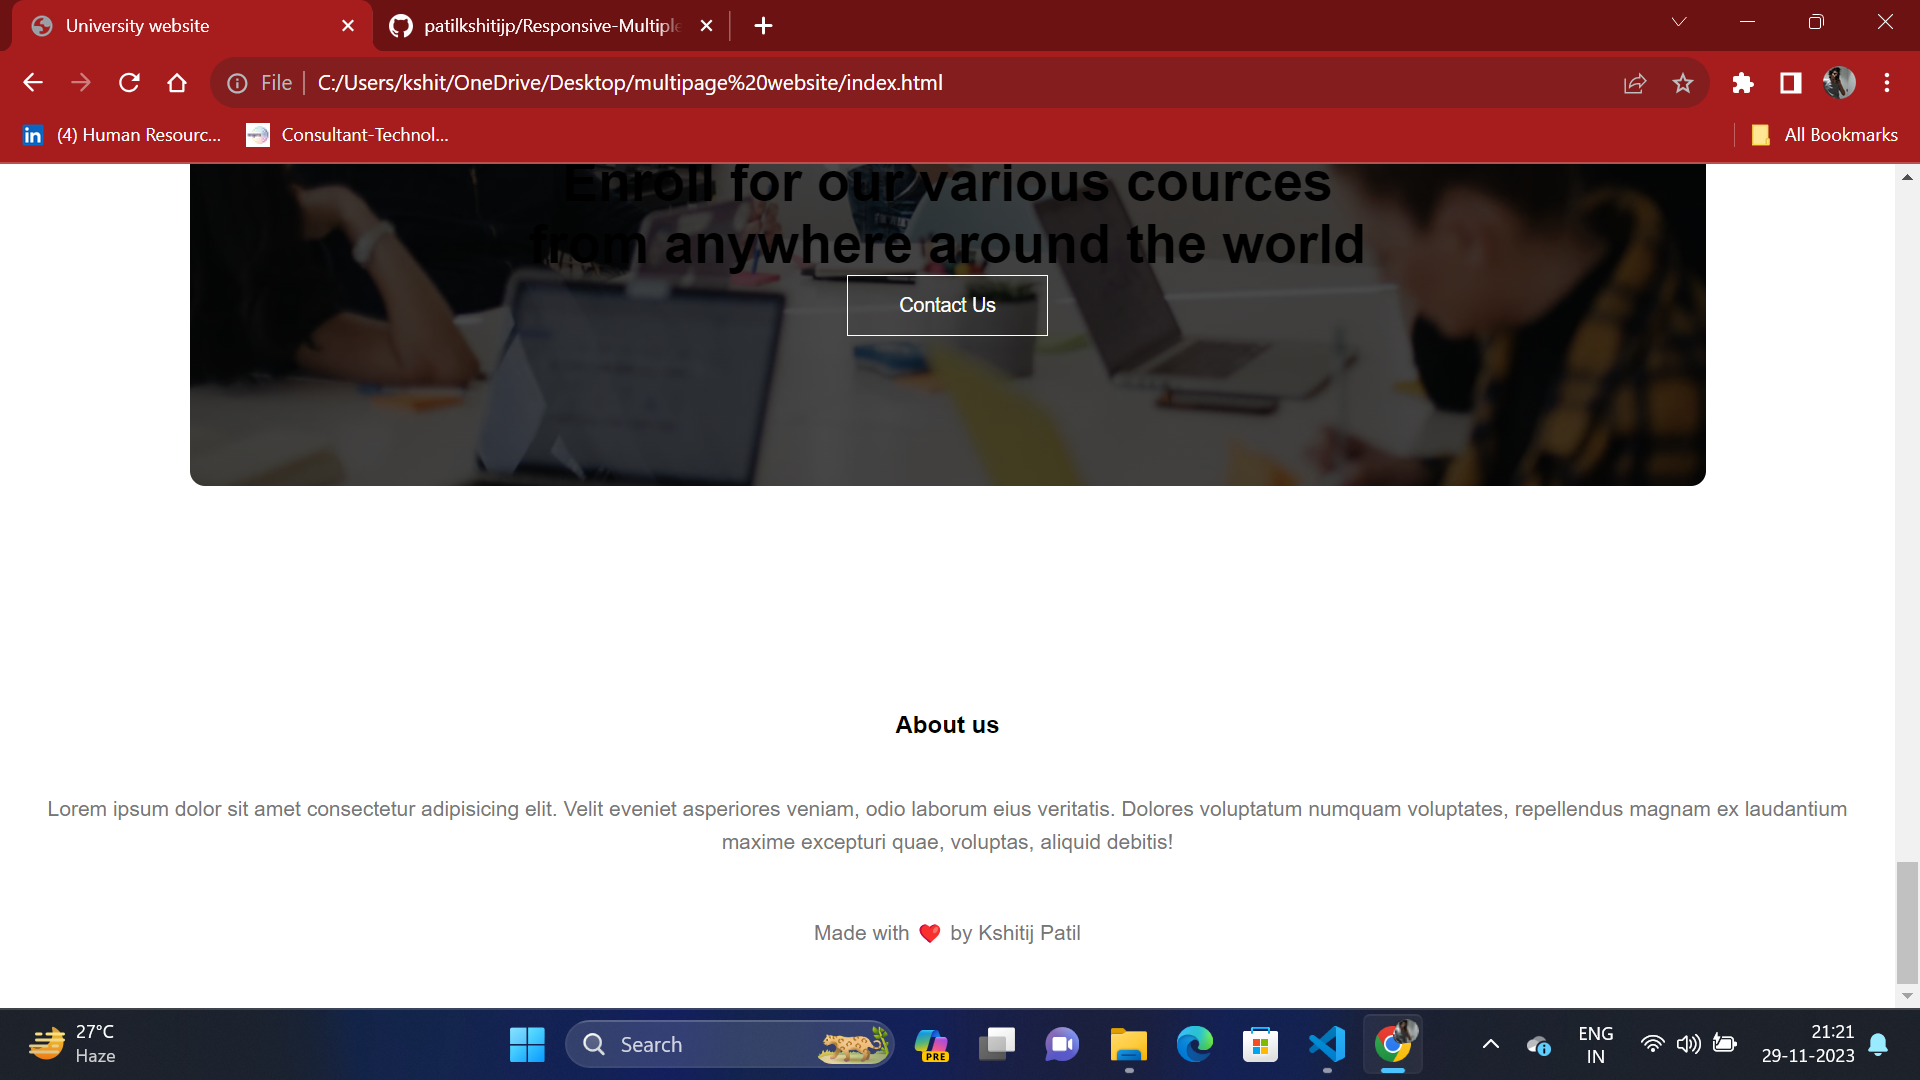 University website
patilkshitijp/Responsive-Multiple
File
C:/Users/kshit/OneDrive/Desktop/multipage%20website/index.html
(4) Human Resourc...
Consultant-Technol...
All Bookmarks
Enroll for our various cources
from anywhere around the world
Contact Us
About us
Lorem ipsum dolor sit amet consectetur adipisicing elit. Velit eveniet asperiores veniam, odio laborum eius veritatis. Dolores voluptatum numquam voluptates, repellendus magnam ex laudantium
maxime excepturi quae, voluptas, aliquid debitis!
Made with ❤️ by Kshitij Patil
27°C
Haze
Search
PRE
ENG
IN
21:21
29-11-2023